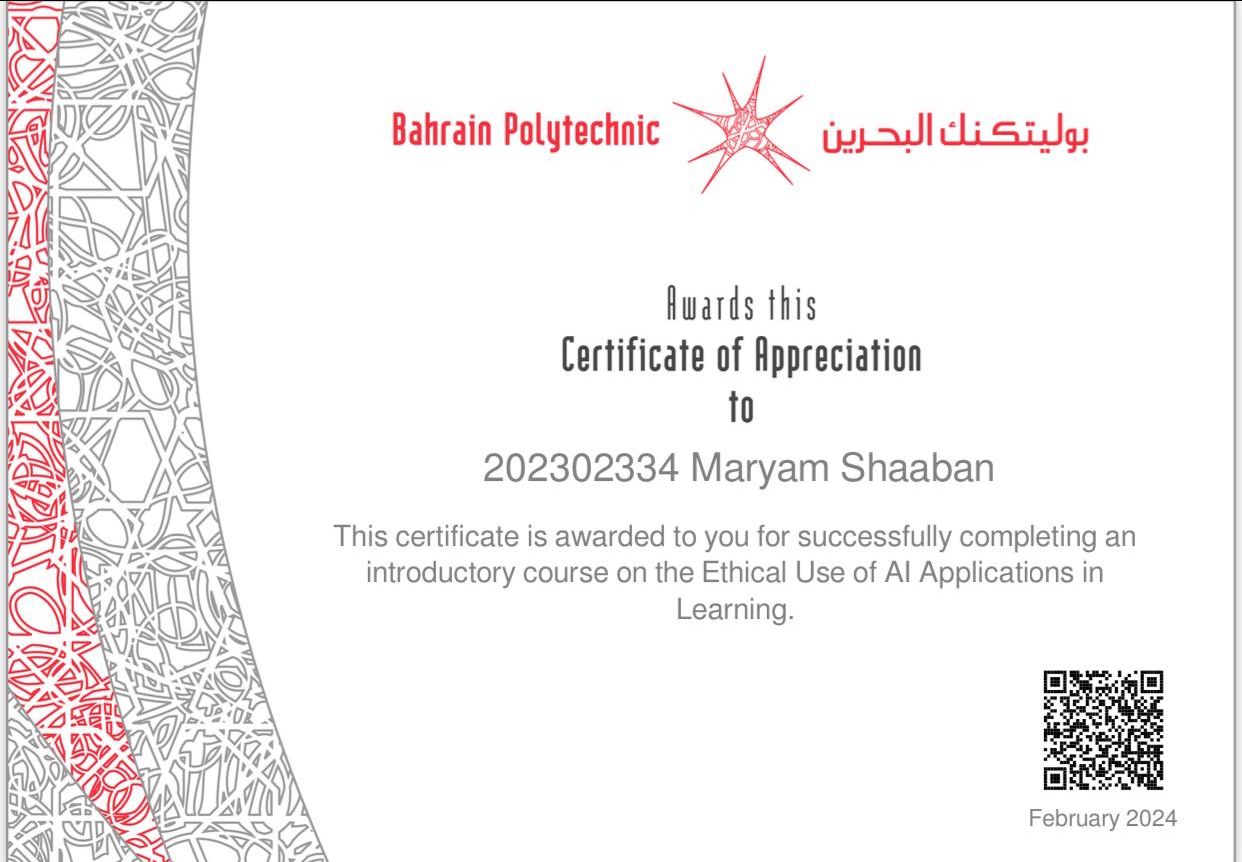 Bahrain Polytechnic بوليتكنك البحرين
Awards this
Certificate of Appreciation
to
202302334 Maryam Shaaban
This certificate is awarded to you for successfully completing an
introductory course on the Ethical Use of AI Applications in
Learning.
February 2024